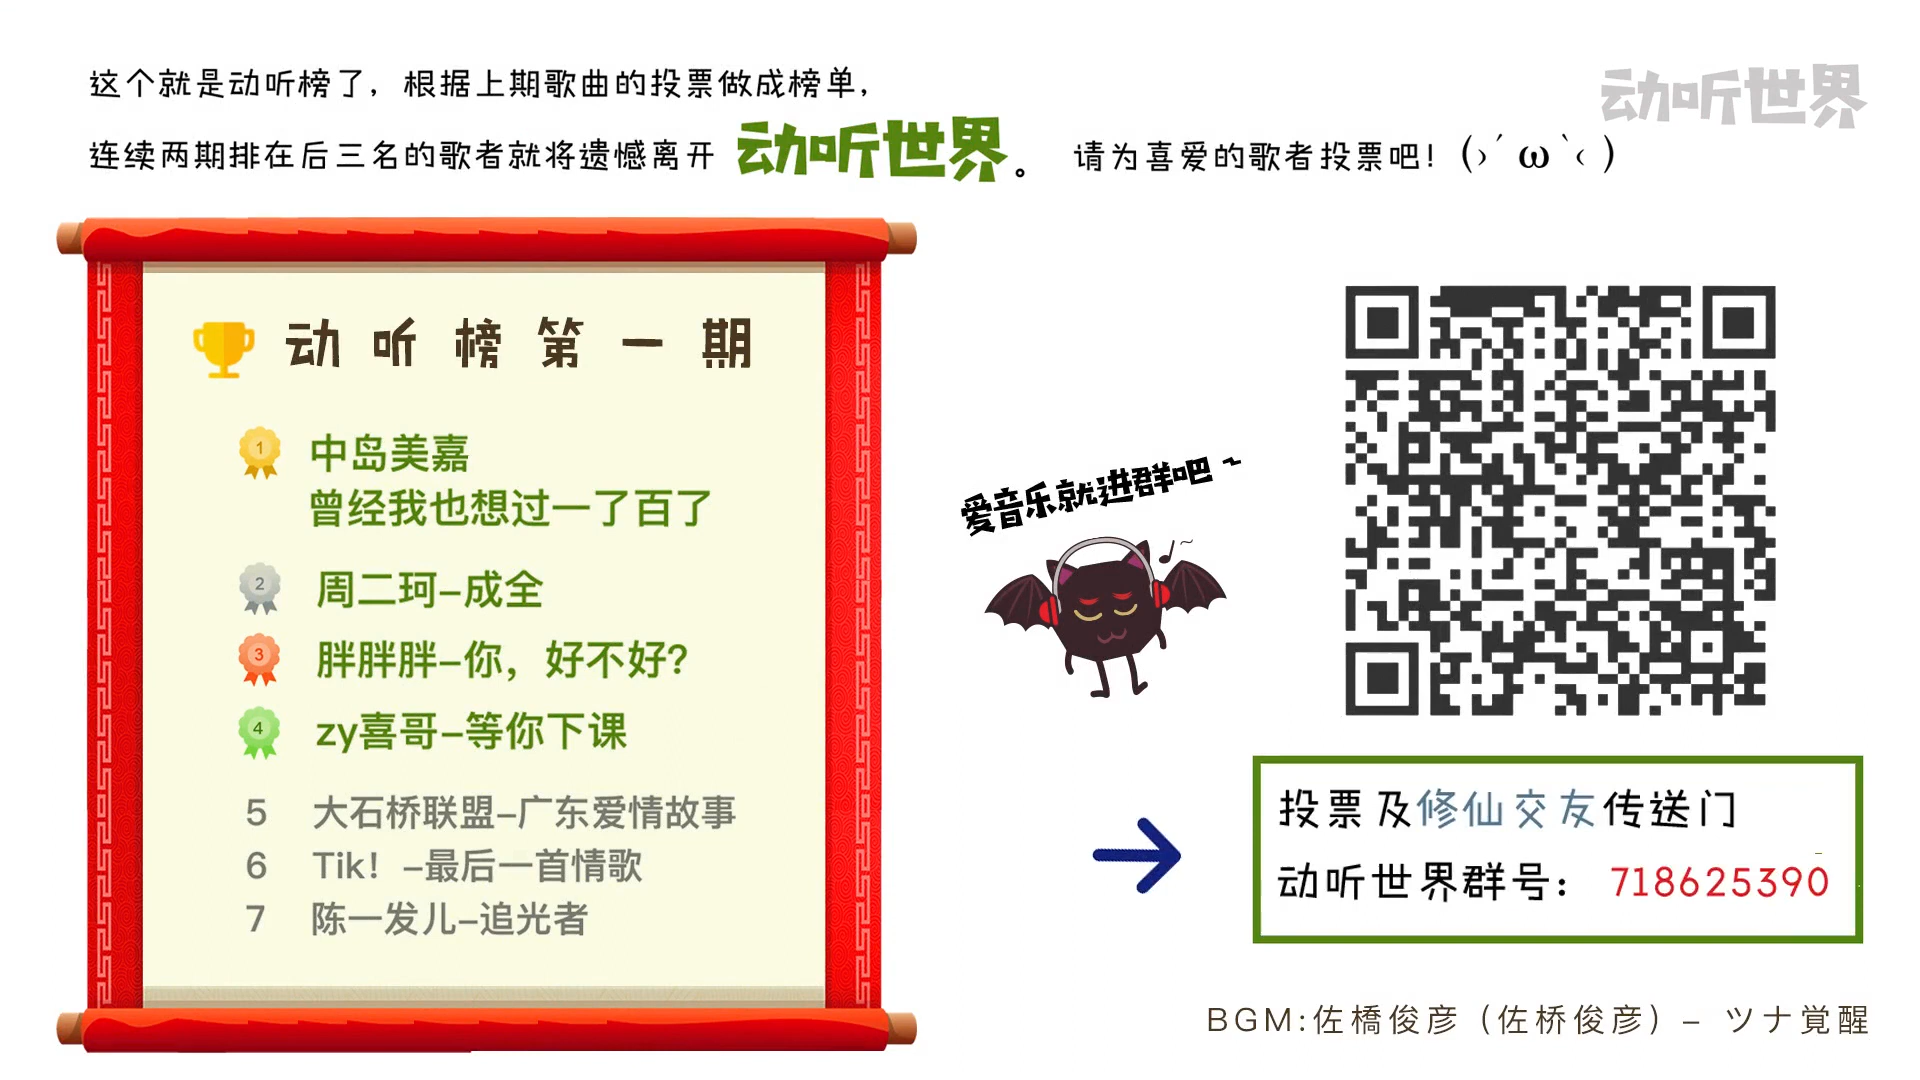 这个就是动听榜了，根据上期歌曲的投票做成榜单，
动听世界
连续两期排在后三名的歌者就将遗憾离开 动听世界。 请为喜爱的歌者投票吧！(›´ω`‹ )
动听榜第一期
1 中岛美嘉
曾经我也想过一了百了
2 周二珂–成全
3 胖胖胖–你，好不好？
4 zy喜哥–等你下课
5 大石桥联盟–广东爱情故事
6 Tik！–最后一首情歌
7 陈一发儿–追光者
爱音乐就进群吧～
投票及修仙交友传送门
动听世界群号：718625390
BGM:佐橋俊彦（佐桥俊彦）– ツナ覚醒